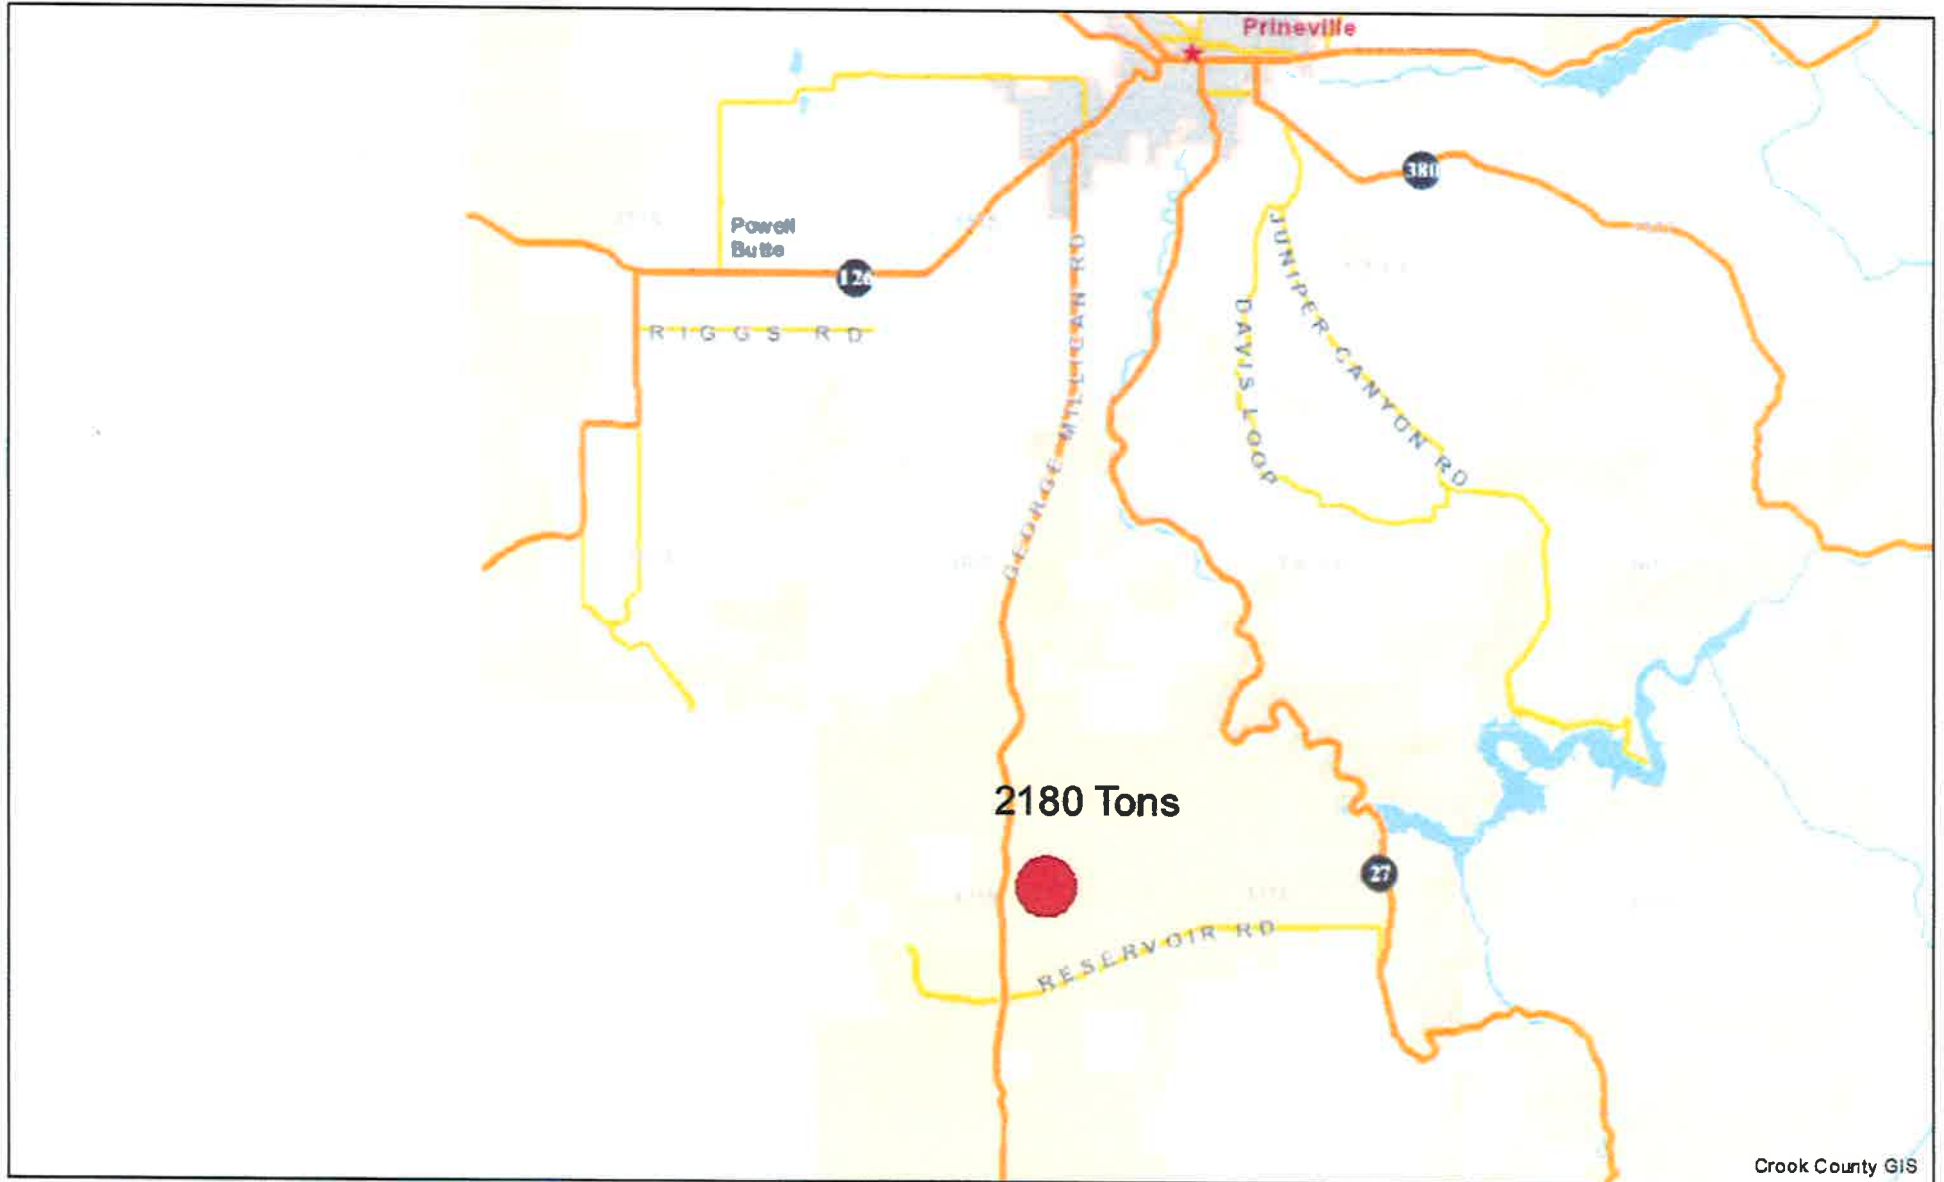 Prineville
380
Powell
Butte
126
RIGGS RD
GEORGE MILLICAN RD
JUNIPER CANYON RD
DAVIS LOOP
2180 Tons
27
RESERVOIR RD
Crook County GIS